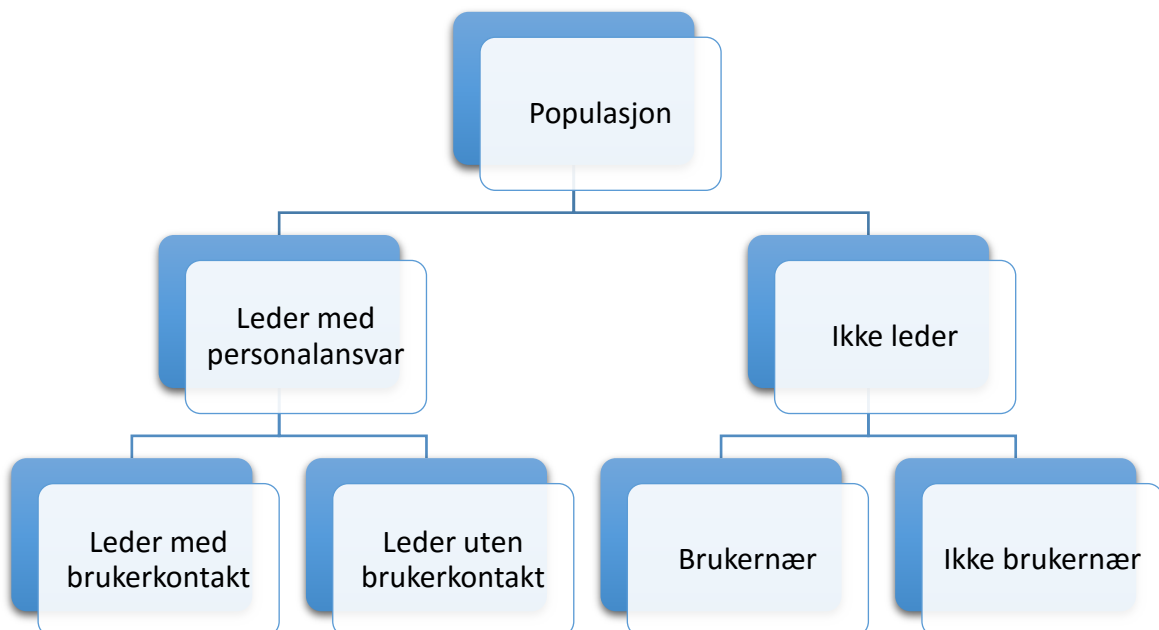 Populasjon
Leder med
personalansvar
Ikke leder
Leder med
brukerkontakt
Leder uten
brukerkontakt
Brukernær
Ikke brukernær